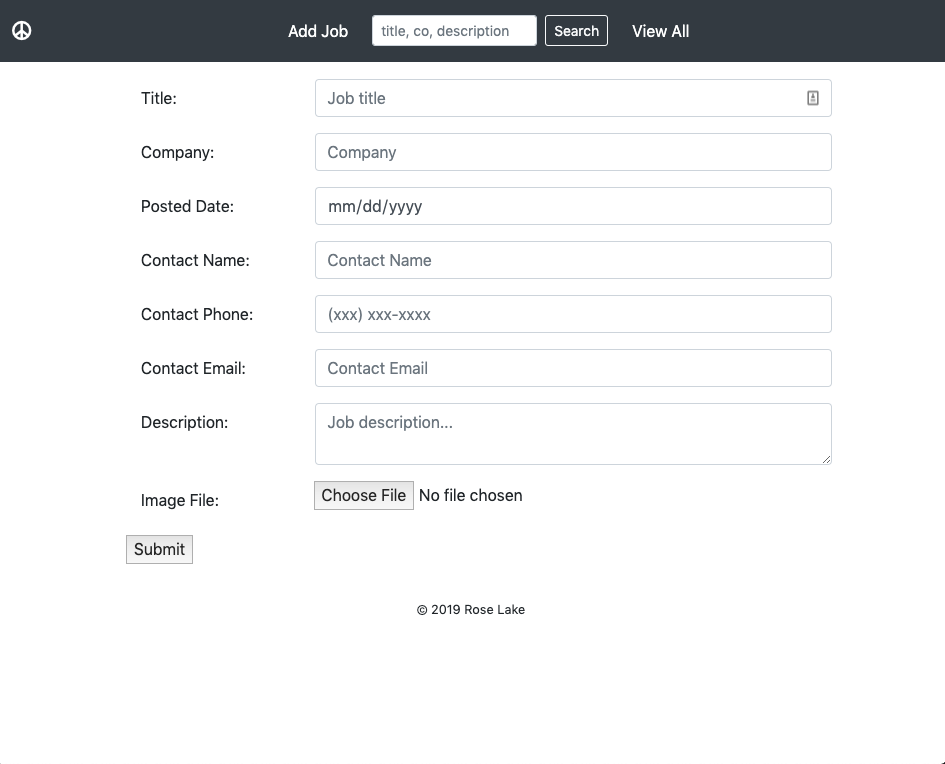 Add Job title, co, description Search View All
Title: Job title
Company: Company
Posted Date: mm/dd/yyyy
Contact Name: Contact Name
Contact Phone: (xxx) xxx-xxxx
Contact Email: Contact Email
Description: Job description...
Image File: Choose File No file chosen
Submit
© 2019 Rose Lake